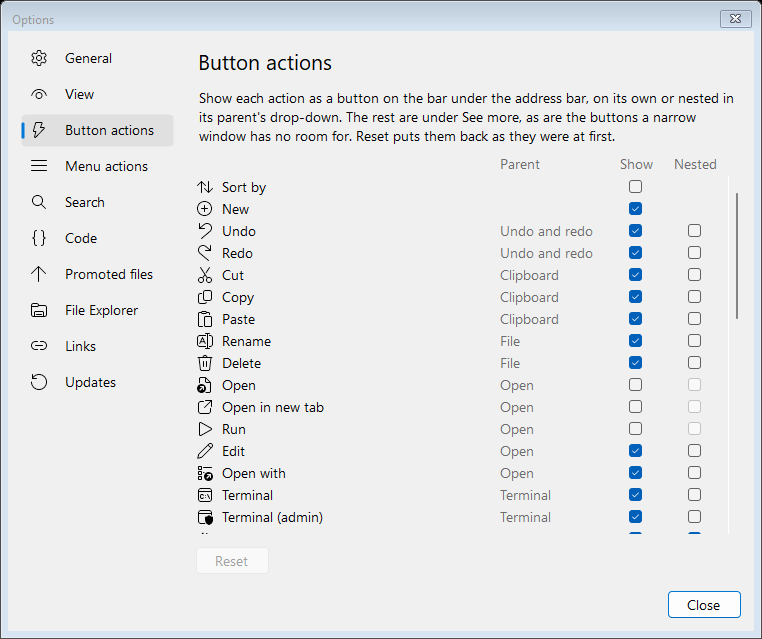 Options
General
View
Button actions
Menu actions
Search
Code
Promoted files
File Explorer
Links
Updates
Button actions
Show each action as a button on the bar under the address bar, on its own or nested in
its parent's drop-down. The rest are under See more, as are the buttons a narrow
window has no room for. Reset puts them back as they were at first.
Parent Show Nested
Sort by
New
Undo Undo and redo
Redo Undo and redo
Cut Clipboard
Copy Clipboard
Paste Clipboard
Rename File
Delete File
Open Open
Open in new tab Open
Run Open
Edit Open
Open with Open
Terminal Terminal
Terminal (admin) Terminal
Reset
Close